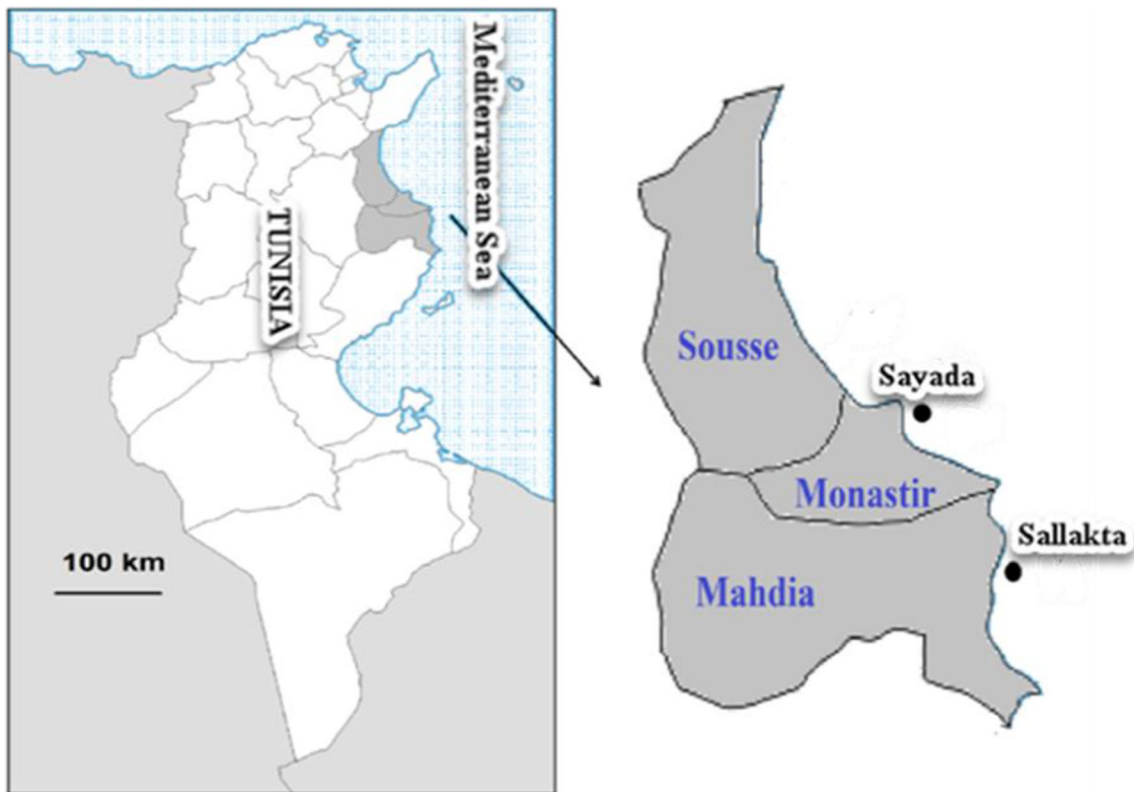 Mediterranean Sea
TUNISIA
100 km
Sousse
Sayada
Monastir
Sallakta
Mahdia